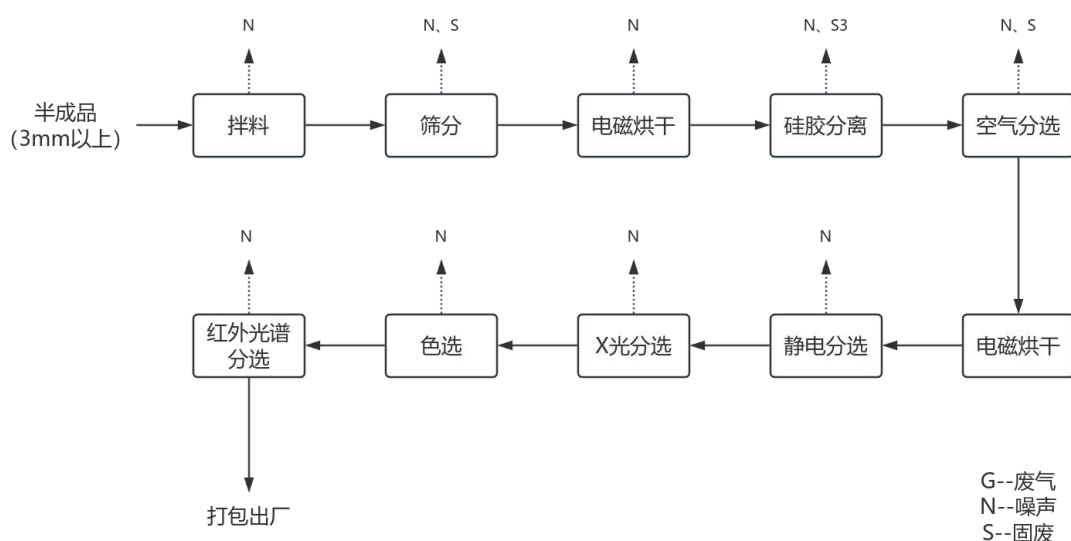 N
N、S
N
N、S3
N、S
半成品
(3mm以上)
拌料
筛分
电磁烘干
硅胶分离
空气分选
N
N
N
N
红外光谱
分选
色选
X光分选
静电分选
电磁烘干
打包出厂
G--废气
N--噪声
S--固废